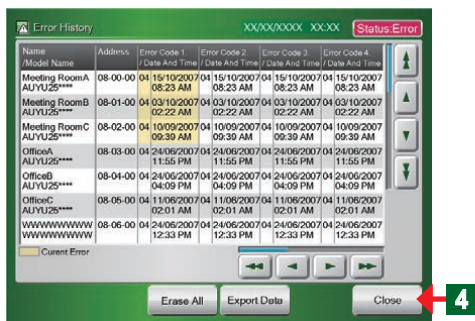 Error History XX/XX/XXXX XX:XX Status:Error
Name Address Error Code 1. Error Code 2. Error Code 3. Error Code 4.
/Model Name / Date And Time / Date And Time / Date And Time / Date And Time
Meeting RoomA 08-00-00 04 15/10/2007 04 15/10/2007 04 15/10/2007 04 15/10/2007
AUYU25**** 08:23 AM 08:23 AM 08:23 AM 08:23 AM
Meeting RoomB 08-01-00 04 03/10/2007 04 03/10/2007 04 03/10/2007 04 03/10/2007
AUYU25**** 02:22 AM 02:22 AM 02:22 AM 02:22 AM
Meeting RoomC 08-02-00 04 10/09/2007 04 10/09/2007 04 10/09/2007 04 10/09/2007
AUYU25**** 09:39 AM 09:39 AM 09:39 AM 09:39 AM
OfficeA 08-03-00 04 24/06/2007 04 24/06/2007 04 24/06/2007 04 24/06/2007
AUYU25**** 11:55 PM 11:55 PM 11:55 PM 11:55 PM
OfficeB 08-04-00 04 24/06/2007 04 24/06/2007 04 24/06/2007 04 24/06/2007
AUYU25**** 04:09 PM 04:09 PM 04:09 PM 04:09 PM
OfficeC 08-05-00 04 11/06/2007 04 11/06/2007 04 11/06/2007 04 11/06/2007
AUYU25**** 02:01 AM 02:01 AM 02:01 AM 02:01 AM
WWWWWWWWWW 08-06-00 04 24/06/2007 04 24/06/2007 04 24/06/2007 04 24/06/2007
WWWWWWWWWW 12:33 PM 12:33 PM 12:33 PM 12:33 PM
Curent Error
Erase All Export Data Close 4